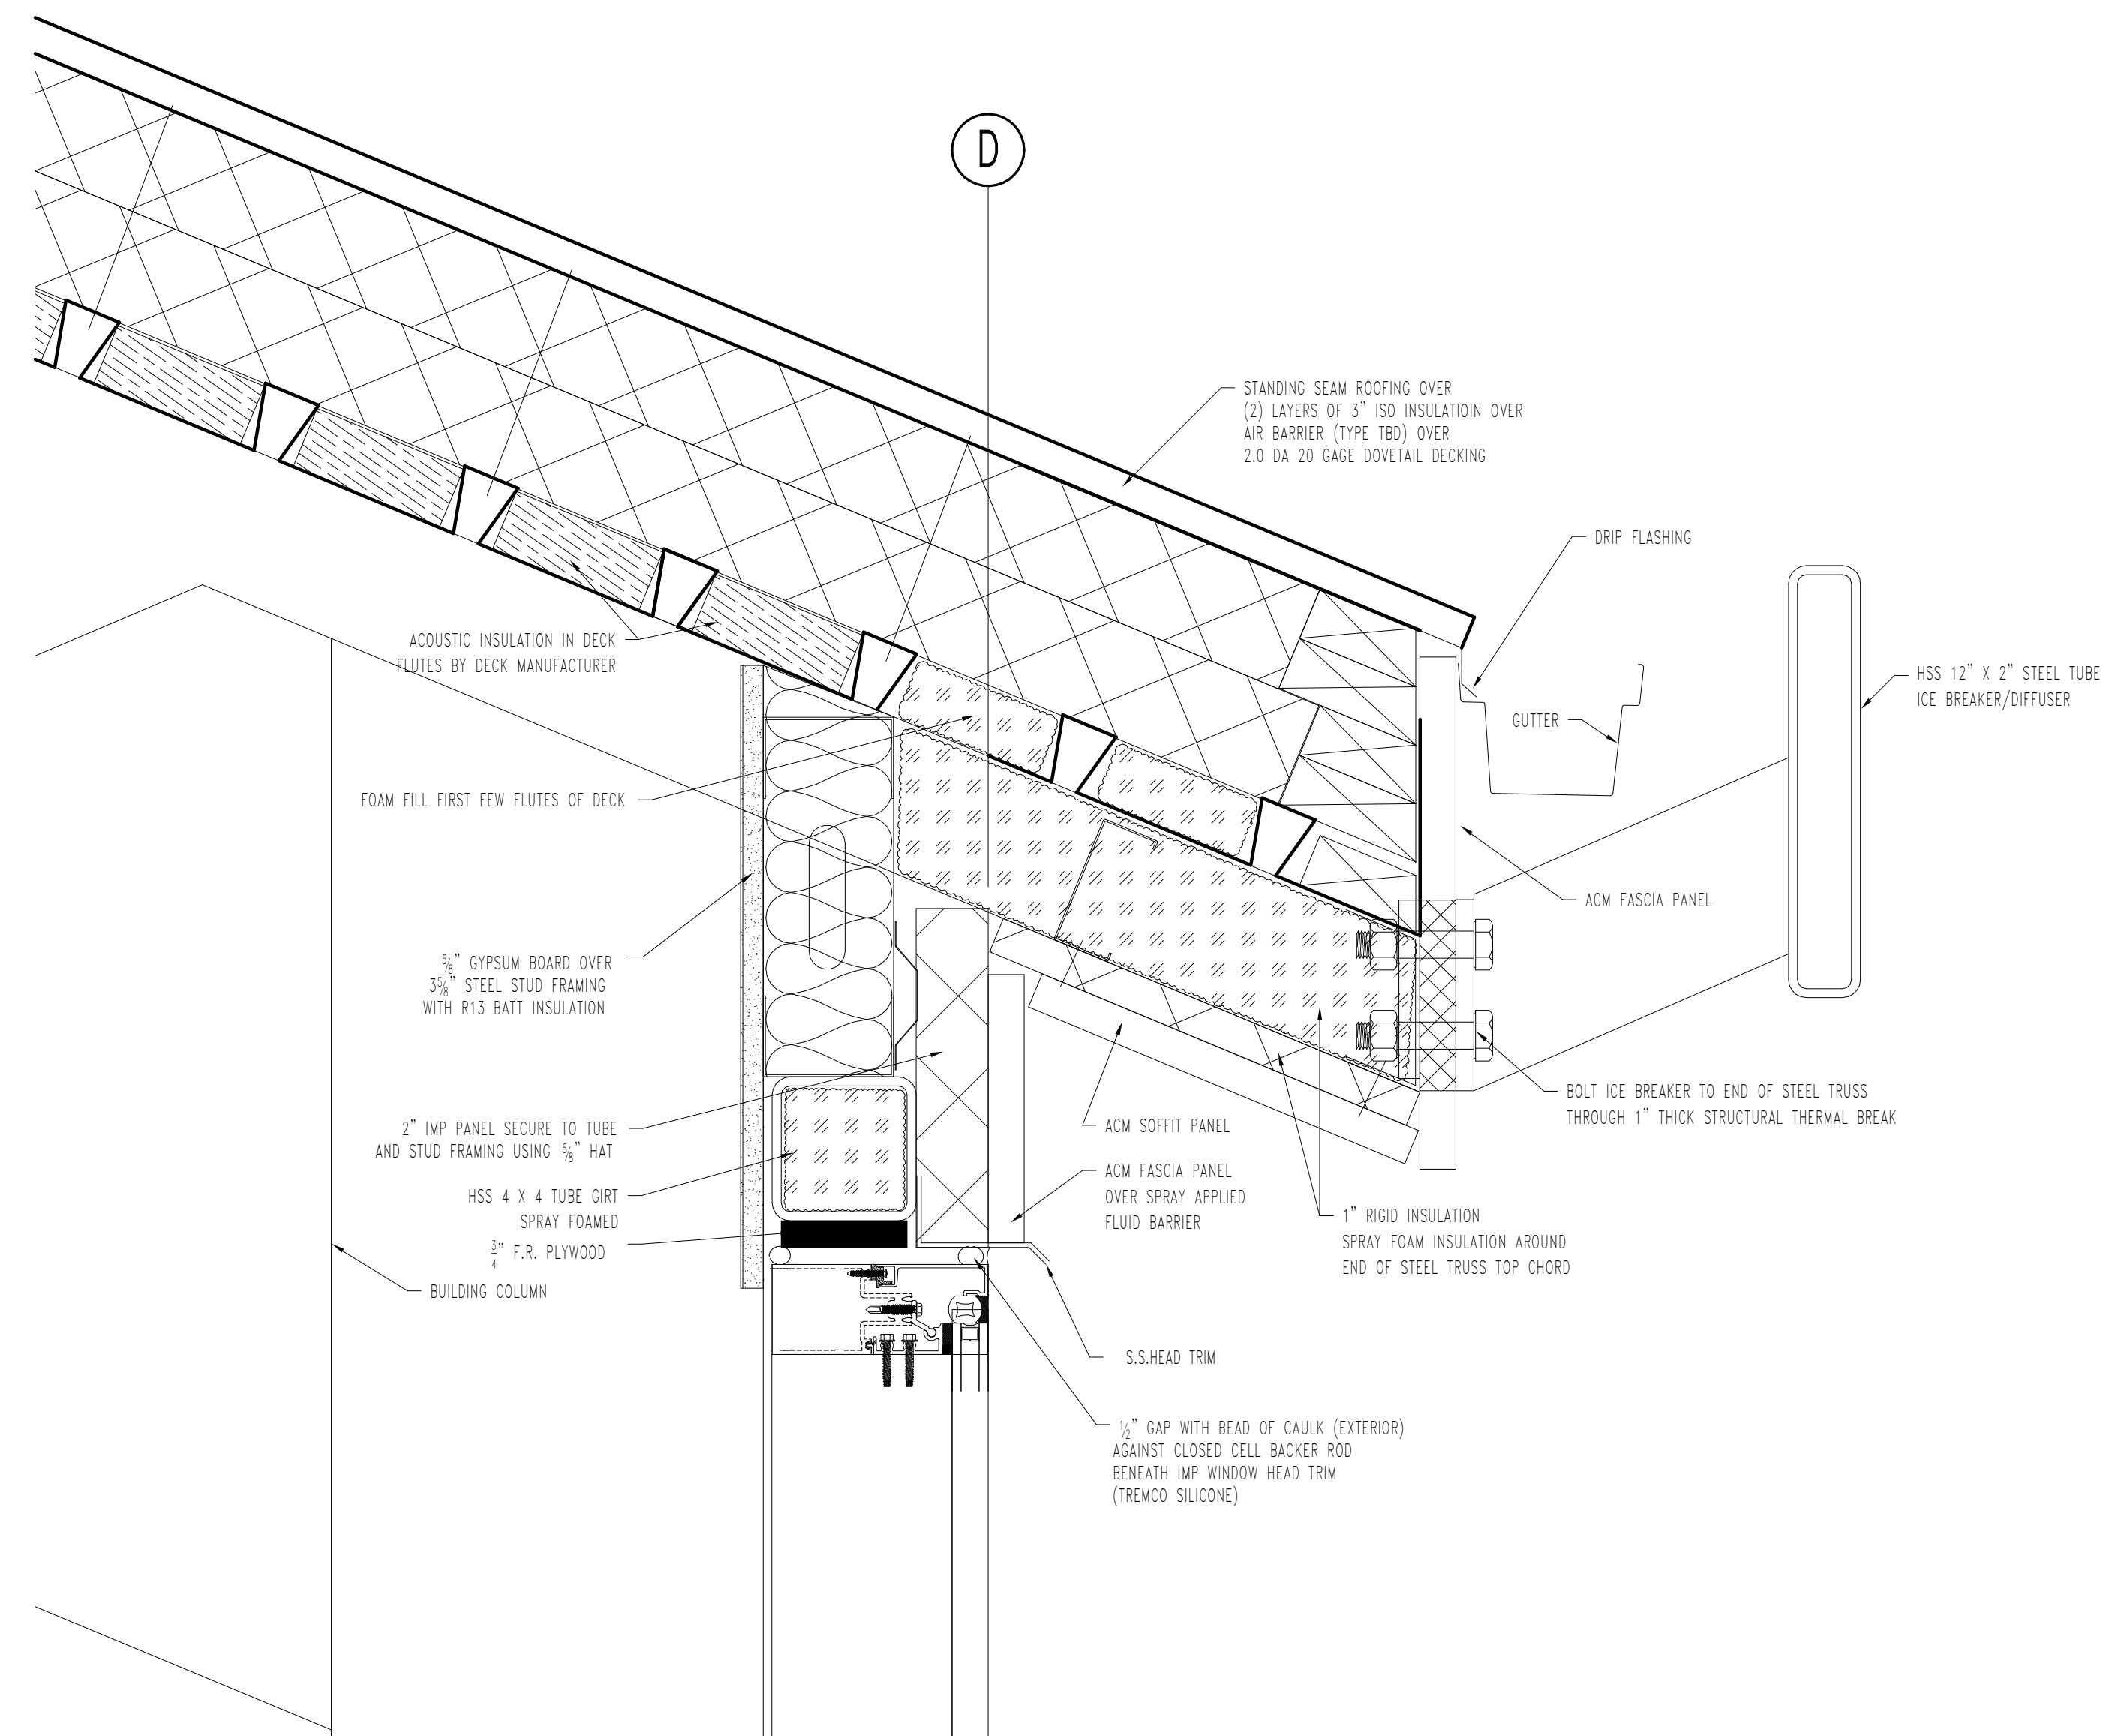 D
STANDING SEAM ROOFING OVER
(2) LAYERS OF 3" ISO INSULATIOIN OVER
AIR BARRIER (TYPE TBD) OVER
2.0 DA 20 GAGE DOVETAIL DECKING
DRIP FLASHING
HSS 12" X 2" STEEL TUBE
ICE BREAKER/DIFFUSER
GUTTER
ACOUSTIC INSULATION IN DECK
FLUTES BY DECK MANUFACTURER
FOAM FILL FIRST FEW FLUTES OF DECK
ACM FASCIA PANEL
5/8" GYPSUM BOARD OVER
3 5/8" STEEL STUD FRAMING
WITH R13 BATT INSULATION
BOLT ICE BREAKER TO END OF STEEL TRUSS
THROUGH 1" THICK STRUCTURAL THERMAL BREAK
2" IMP PANEL SECURE TO TUBE
AND STUD FRAMING USING 5/8" HAT
ACM SOFFIT PANEL
ACM FASCIA PANEL
OVER SPRAY APPLIED
FLUID BARRIER
HSS 4 X 4 TUBE GIRT
SPRAY FOAMED
3/4" F.R. PLYWOOD
1" RIGID INSULATION
SPRAY FOAM INSULATION AROUND
END OF STEEL TRUSS TOP CHORD
BUILDING COLUMN
S.S.HEAD TRIM
1/2" GAP WITH BEAD OF CAULK (EXTERIOR)
AGAINST CLOSED CELL BACKER ROD
BENEATH IMP WINDOW HEAD TRIM
(TREMCO SILICONE)